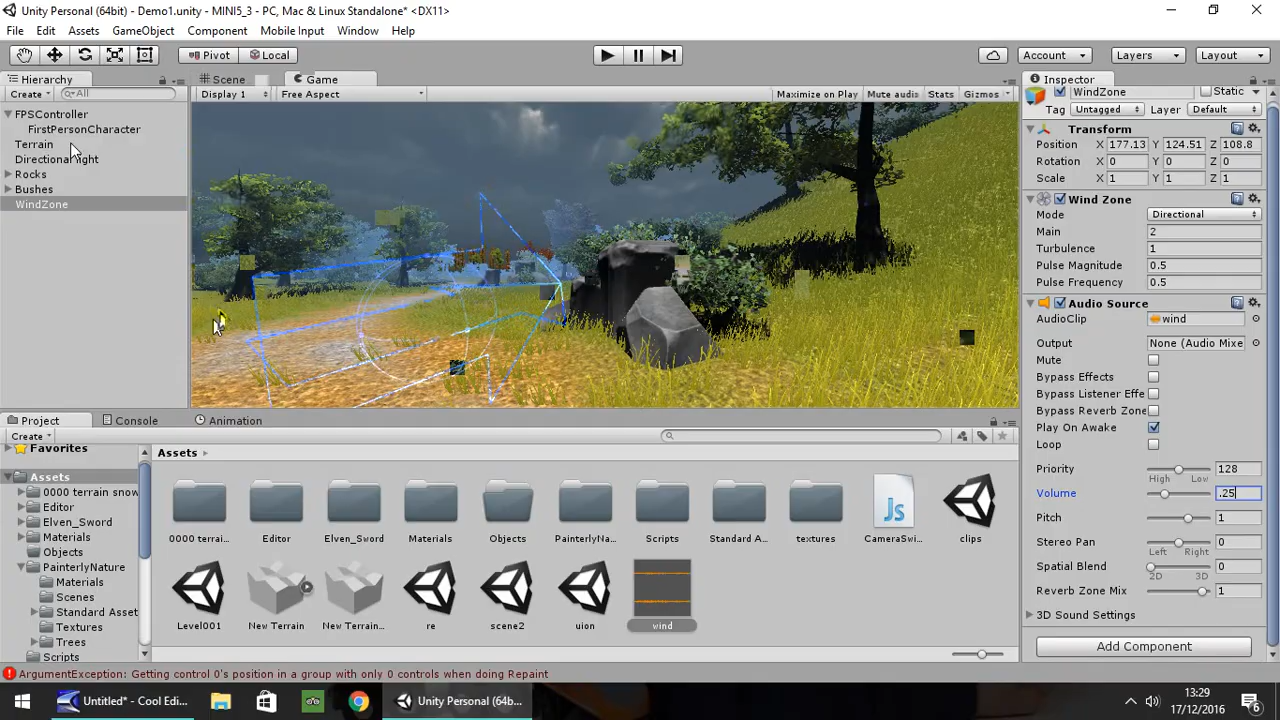 Unity Personal (64bit) - Demo1.unity - MINI5_3 - PC, Mac & Linux Standalone* <DX11>
File Edit Assets GameObject Component Mobile Input Window Help
Pivot Local Account Layers Layout
Hierarchy Scene Game Inspector
Create All Display 1 Free Aspect Maximize on Play Mute audio Stats Gizmos WindZone Static
FPSController Tag Untagged Layer Default
FirstPersonCharacter Transform
Terrain Position X 177.13 Y 124.51 Z 108.8
Directional light Rotation X 0 Y 0 Z 0
Rocks Scale X 1 Y 1 Z 1
Bushes Wind Zone
WindZone Mode Directional
Main 2
Turbulence 1
Pulse Magnitude 0.5
Pulse Frequency 0.5
Audio Source
AudioClip wind
Output None (Audio Mixe
Mute
Bypass Effects
Bypass Listener Effe
Bypass Reverb Zone
Project Console Animation Play On Awake
Create Loop
Favorites Assets
Assets Priority 128
High Low
0000 terrain snow Volume .25
Editor Pitch 1
Elven_Sword
Materials 0000 terrai... Editor Elven_Sword Materials Objects PainterlyNa... Scripts Standard A... textures CameraSwi... clips Stereo Pan 0
Left Right
Objects Spatial Blend 0
2D 3D
PainterlyNature
Materials Reverb Zone Mix 1
Scenes
Standard Asset 3D Sound Settings
Textures Level001 New Terrain New Terrain... re scene2 uion wind
Trees Add Component
Scripts
ArgumentException: Getting control 0's position in a group with only 0 controls when doing Repaint
Untitled* - Cool Edi... Unity Personal (64b... 13:29
17/12/2016
6